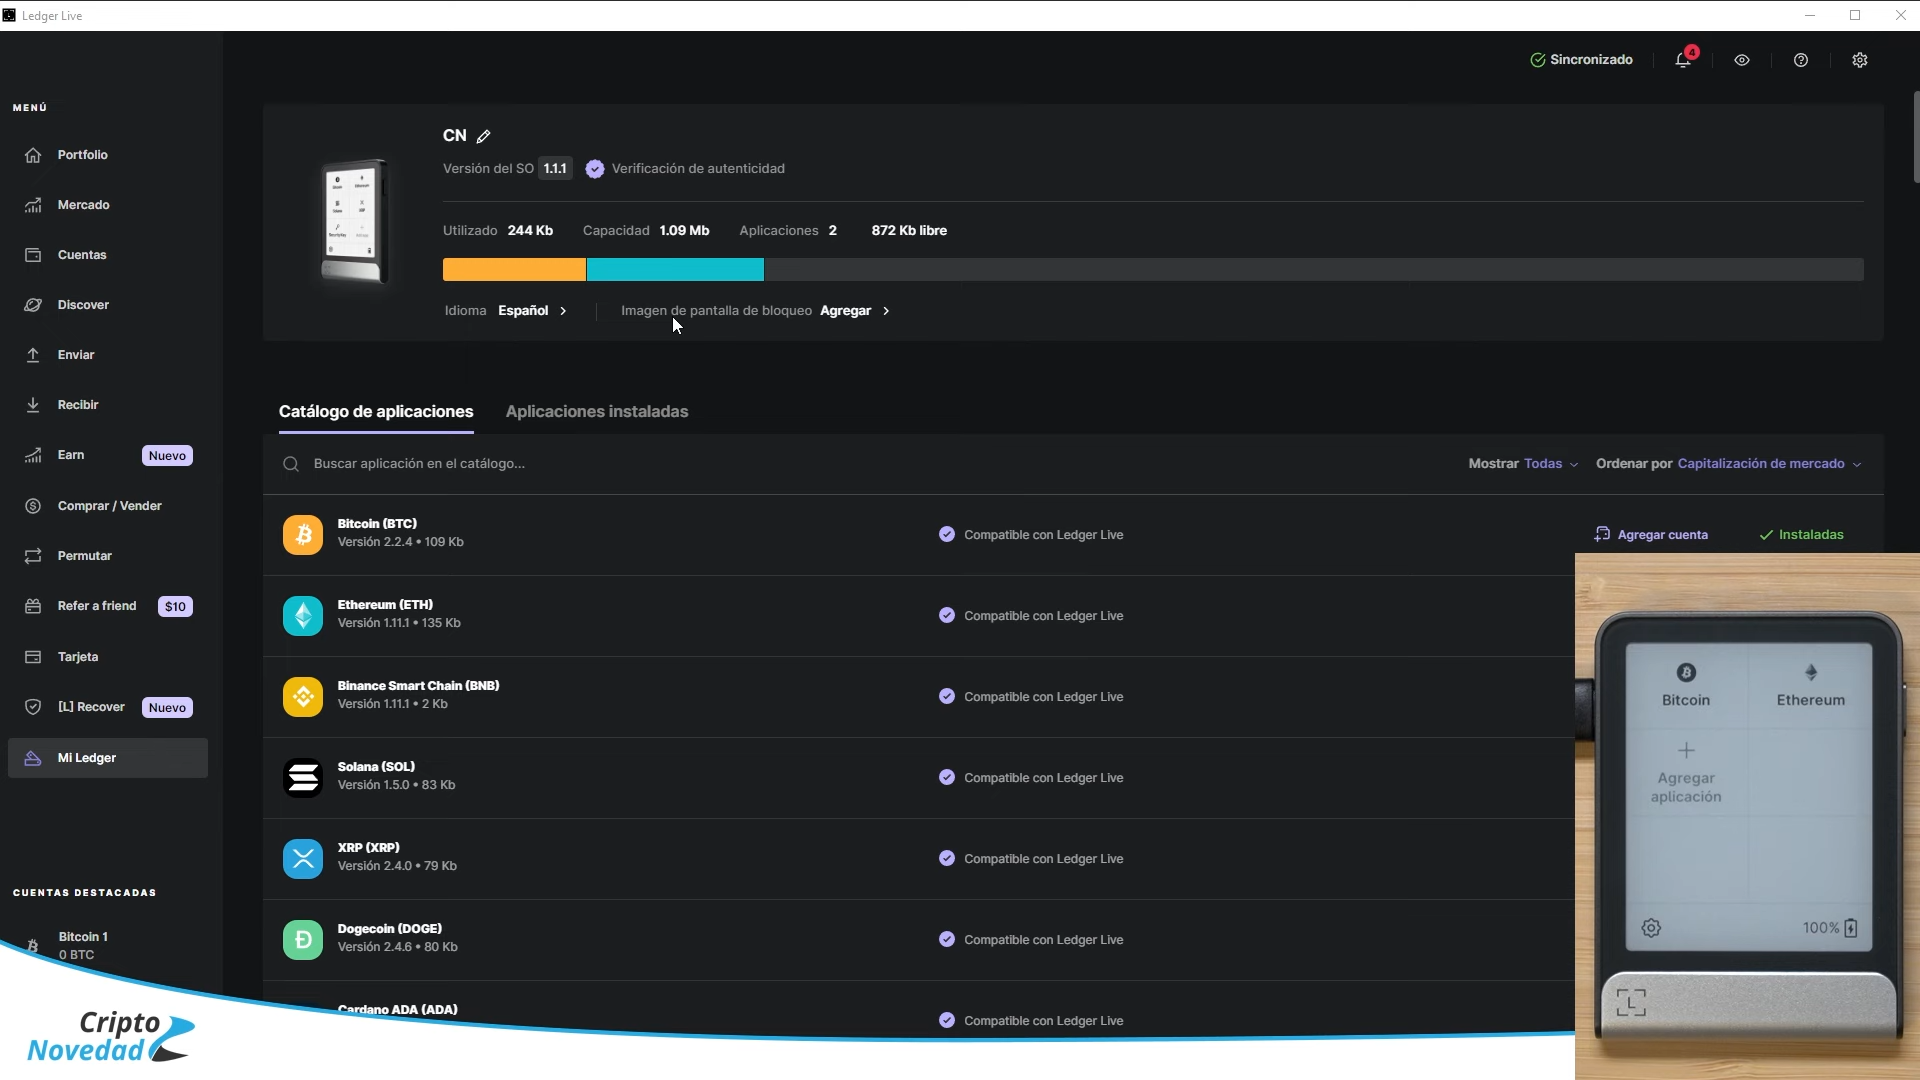 Ledger Live
Sincronizado
4
MENÚ
Portfolio
Mercado
Cuentas
Discover
Enviar
Recibir
Earn
Nuevo
Comprar / Vender
Permutar
Refer a friend
$10
Tarjeta
[L] Recover
Nuevo
Mi Ledger
CUENTAS DESTACADAS
Bitcoin 1
0 BTC
CN
Versión del SO 1.1.1 Verificación de autenticidad
Utilizado 244 Kb Capacidad 1.09 Mb Aplicaciones 2 872 Kb libre
Idioma Español Imagen de pantalla de bloqueo Agregar
Catálogo de aplicaciones Aplicaciones instaladas
Buscar aplicación en el catálogo...
Mostrar Todas Ordenar por Capitalización de mercado
Bitcoin (BTC)
Versión 2.2.4 • 109 Kb
Compatible con Ledger Live
Agregar cuenta
Instaladas
Ethereum (ETH)
Versión 1.11.1 • 135 Kb
Compatible con Ledger Live
Binance Smart Chain (BNB)
Versión 1.11.1 • 2 Kb
Compatible con Ledger Live
Solana (SOL)
Versión 1.5.0 • 83 Kb
Compatible con Ledger Live
XRP (XRP)
Versión 2.4.0 • 79 Kb
Compatible con Ledger Live
Dogecoin (DOGE)
Versión 2.4.6 • 80 Kb
Compatible con Ledger Live
Cardano ADA (ADA)
Compatible con Ledger Live
Bitcoin
Ethereum
Agregar
aplicación
100%
Cripto
Novedad